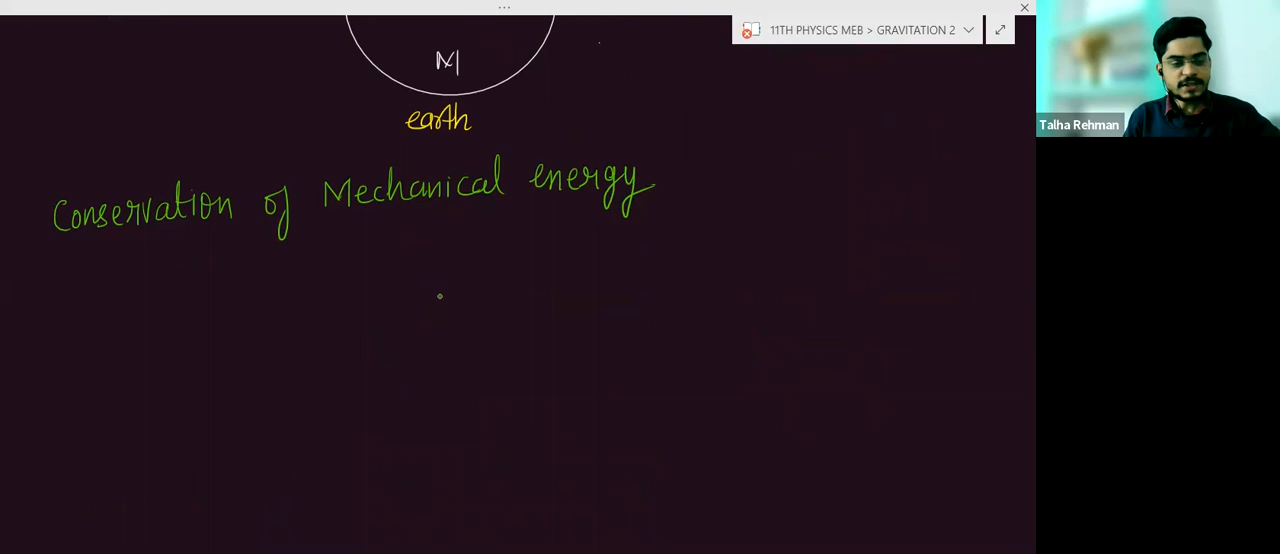 11TH PHYSICS MEB > GRAVITATION 2
M
earth
Conservation of Mechanical energy
Talha Rehman